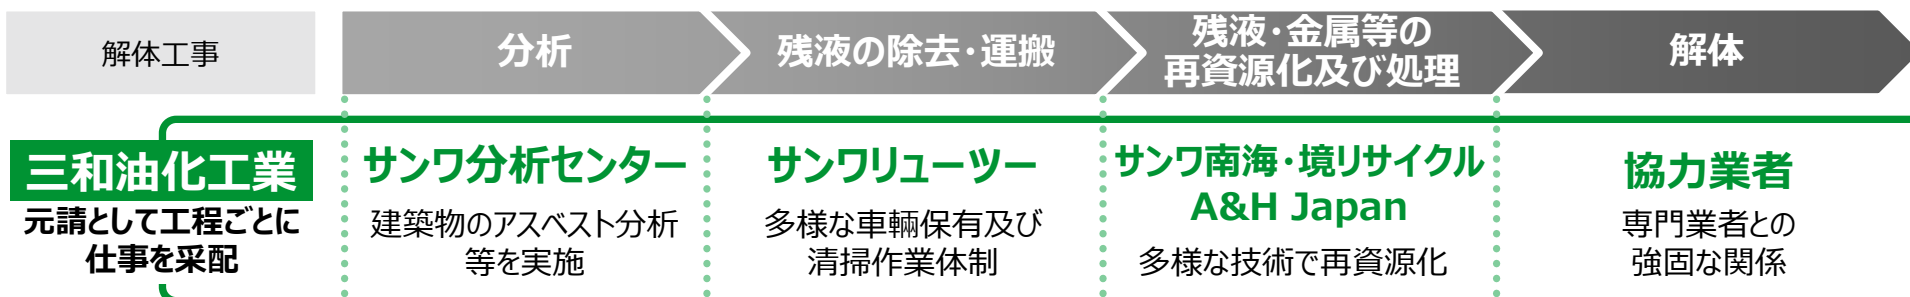 解体工事
分析
残液の除去・運搬
残液・金属等の
再資源化及び処理
解体
三和油化工業
元請として工程ごとに
仕事を采配
サンワ分析センター
建築物のアスベスト分析
等を実施
サンワリューツー
多様な車輛保有及び
清掃作業体制
サンワ南海・境リサイクル
A&H Japan
多様な技術で再資源化
協力業者
専門業者との
強固な関係